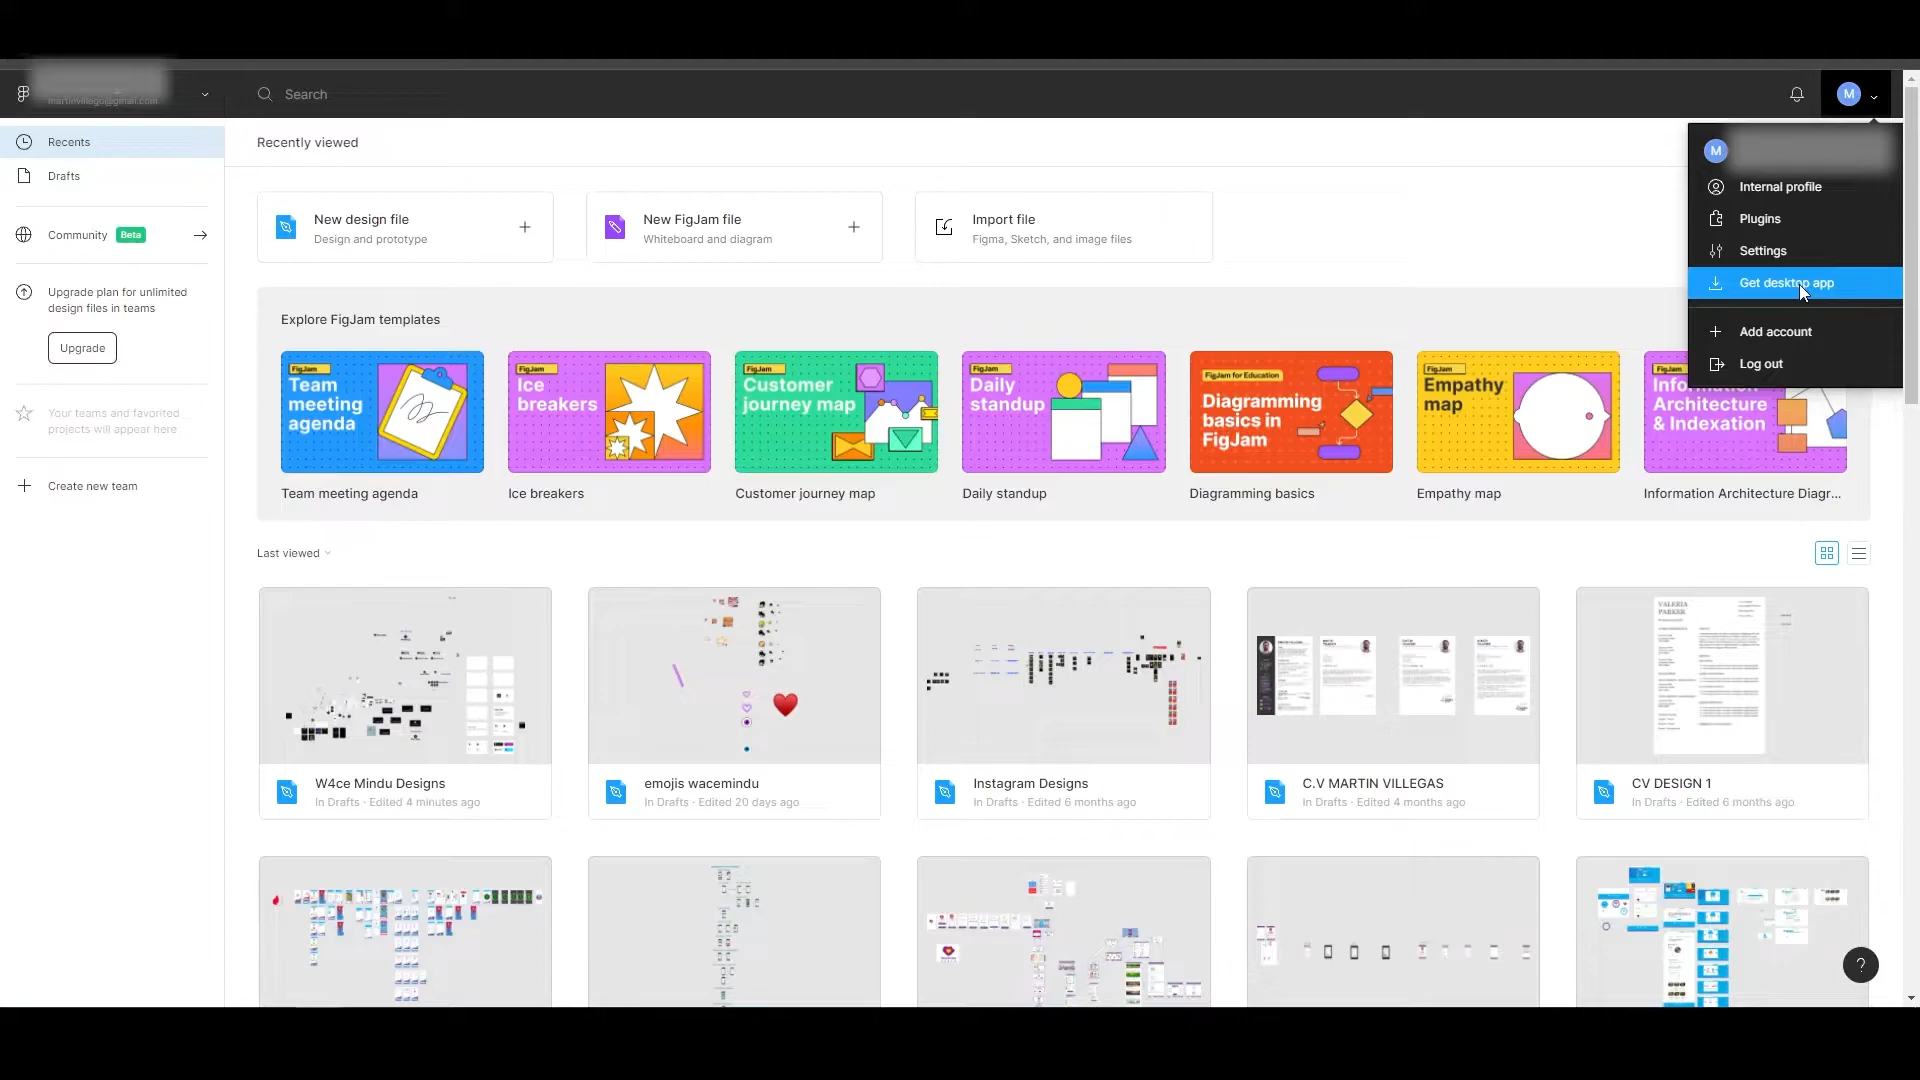 martinvillego@gmail.com
Search
M
Recents
Drafts
Community Beta
Upgrade plan for unlimited
design files in teams
Upgrade
Your teams and favorited
projects will appear here
Create new team
Recently viewed
New design file
Design and prototype
New FigJam file
Whiteboard and diagram
Import file
Figma, Sketch, and image files
M
Internal profile
Plugins
Settings
Get desktop app
Add account
Log out
Explore FigJam templates
FigJam
Team
meeting
agenda
Team meeting agenda
FigJam
Ice
breakers
Ice breakers
FigJam
Customer
journey map
Customer journey map
FigJam
Daily
standup
Daily standup
FigJam for Education
Diagramming
basics in
FigJam
Diagramming basics
FigJam
Empathy
map
Empathy map
FigJam
Information
Architecture
& Indexation
Information Architecture Diagr...
Last viewed
VALERIA
PARKER
W4ce Mindu Designs
In Drafts · Edited 4 minutes ago
emojis wacemindu
In Drafts · Edited 20 days ago
Instagram Designs
In Drafts · Edited 6 months ago
C.V MARTIN VILLEGAS
In Drafts · Edited 4 months ago
CV DESIGN 1
In Drafts · Edited 6 months ago
?